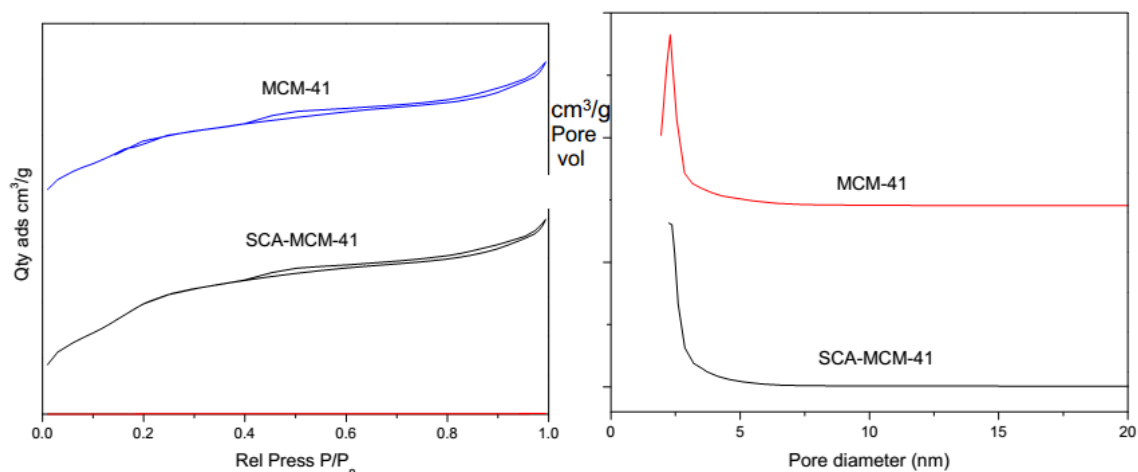 MCM-41
SCA-MCM-41
Qty ads cm³/g
0.0 0.2 0.4 0.6 0.8 1.0
Rel Press P/P₀
cm³/g
Pore
vol
MCM-41
SCA-MCM-41
0 5 10 15 20
Pore diameter (nm)